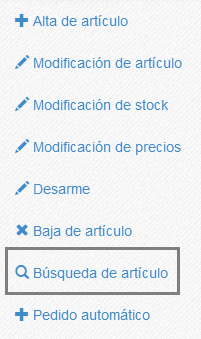 Alta de artículo
Modificación de artículo
Modificación de stock
Modificación de precios
Desarme
Baja de artículo
Búsqueda de artículo
Pedido automático